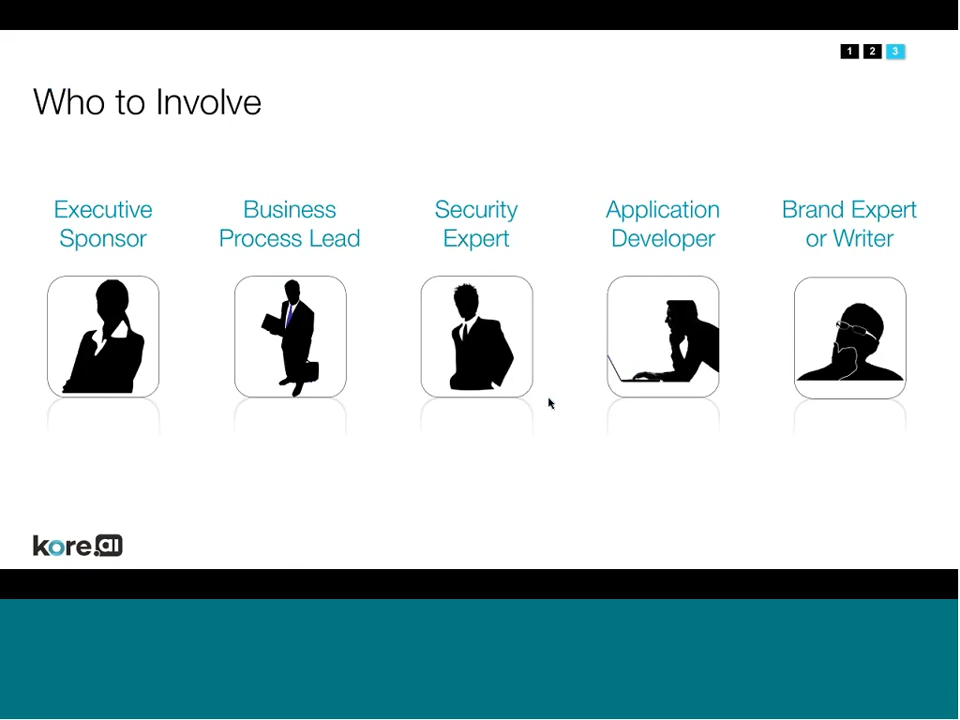 1 2 3
Who to Involve
Executive
Sponsor
Business
Process Lead
Security
Expert
Application
Developer
Brand Expert
or Writer
kore.ai